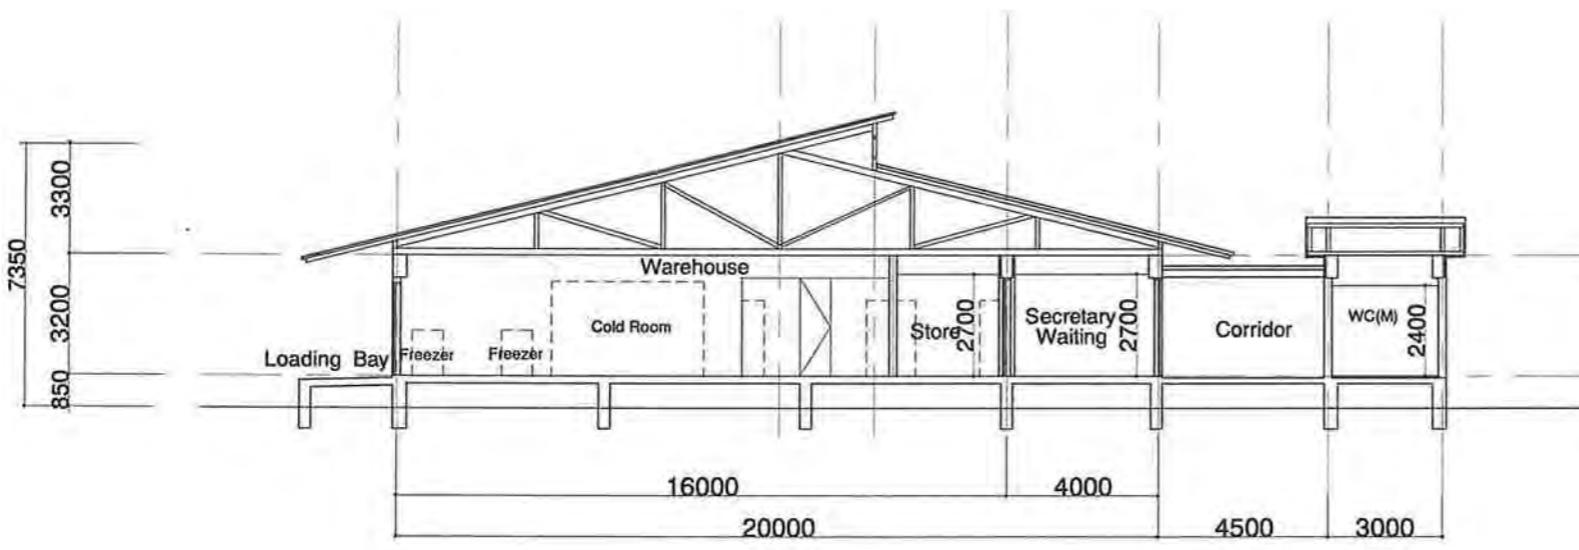 3300
7350
3200
850
Warehouse
Cold Room
Freezer
Freezer
Loading Bay
Store
2700
Secretary
Waiting
2700
Corridor
WC(M)
2400
16000
4000
20000
4500
3000